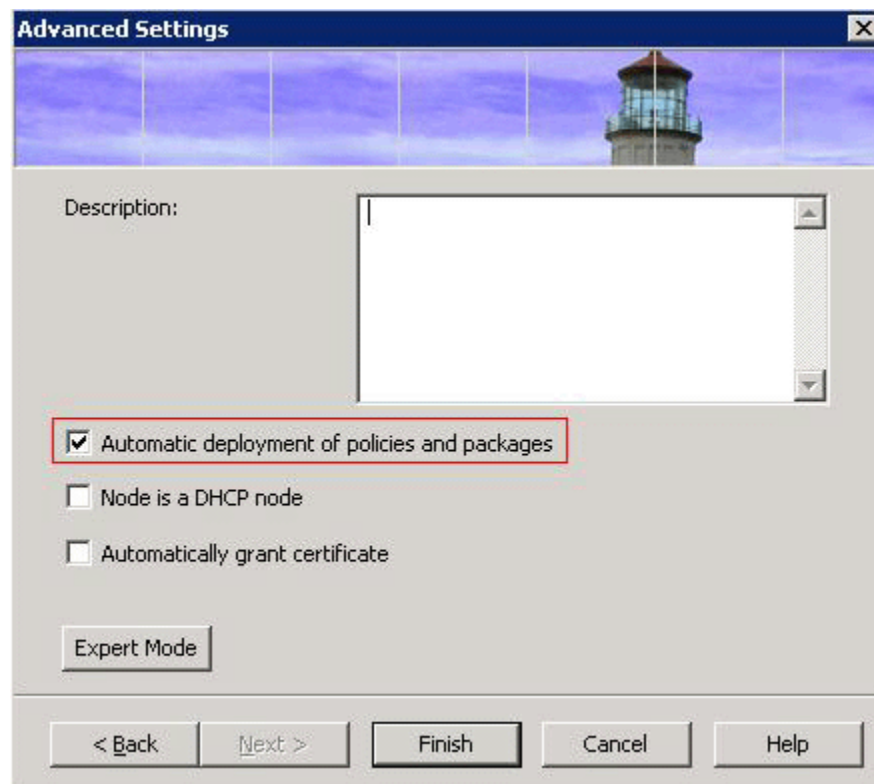 Advanced Settings
Description:
Automatic deployment of policies and packages
Node is a DHCP node
Automatically grant certificate
Expert Mode
< Back Next > Finish Cancel Help